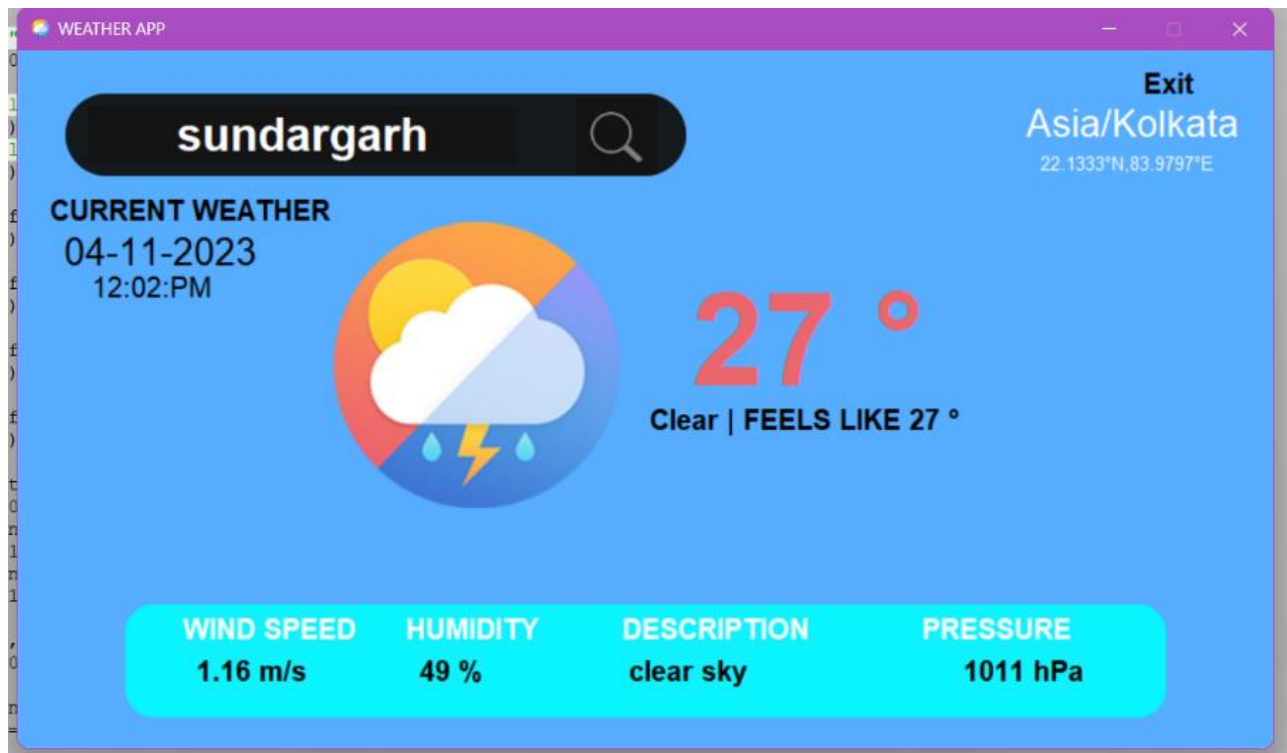 WEATHER APP
Exit
sundargarh
Asia/Kolkata
22.1333°N,83.9797°E
CURRENT WEATHER
04-11-2023
12:02:PM
27 °
Clear | FEELS LIKE 27 °
WIND SPEED HUMIDITY DESCRIPTION PRESSURE
1.16 m/s 49 % clear sky 1011 hPa